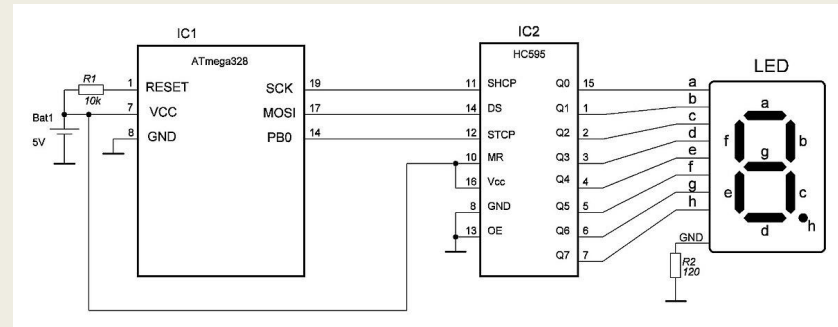 IC1
ATmega328
R1
10k
1 RESET
7 VCC
8 GND
Bat1
5V
SCK 19
MOSI 17
PB0 14
IC2
HC595
11 SHCP
14 DS
12 STCP
10 MR
16 Vcc
8 GND
13 OE
Q0 15
Q1 1
Q2 2
Q3 3
Q4 4
Q5 5
Q6 6
Q7 7
LED
a
b
c
d
e
f
g
h
GND
R2
120
a
f b
g
e c
d h